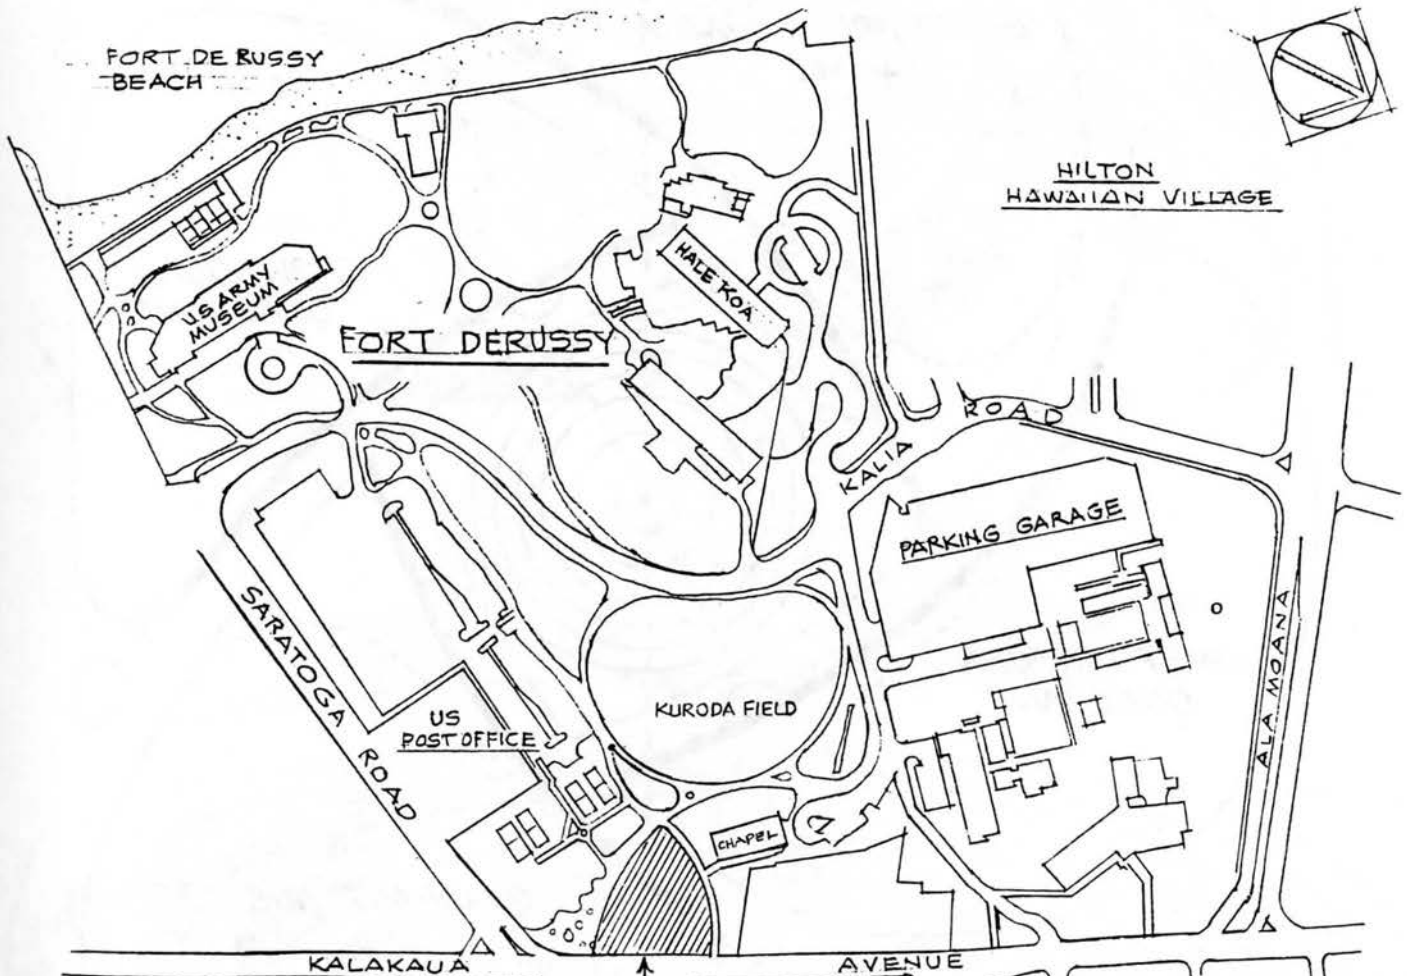 FORT DE RUSSY
BEACH
HILTON
HAWAIIAN VILLAGE
HALE KOA
US ARMY
MUSEUM
FORT DERUSSY
KALIA ROAD
PARKING GARAGE
SARATOGA ROAD
ALA MOANA
KURODA FIELD
US
POST OFFICE
CHAPEL
KALAKAUA AVENUE